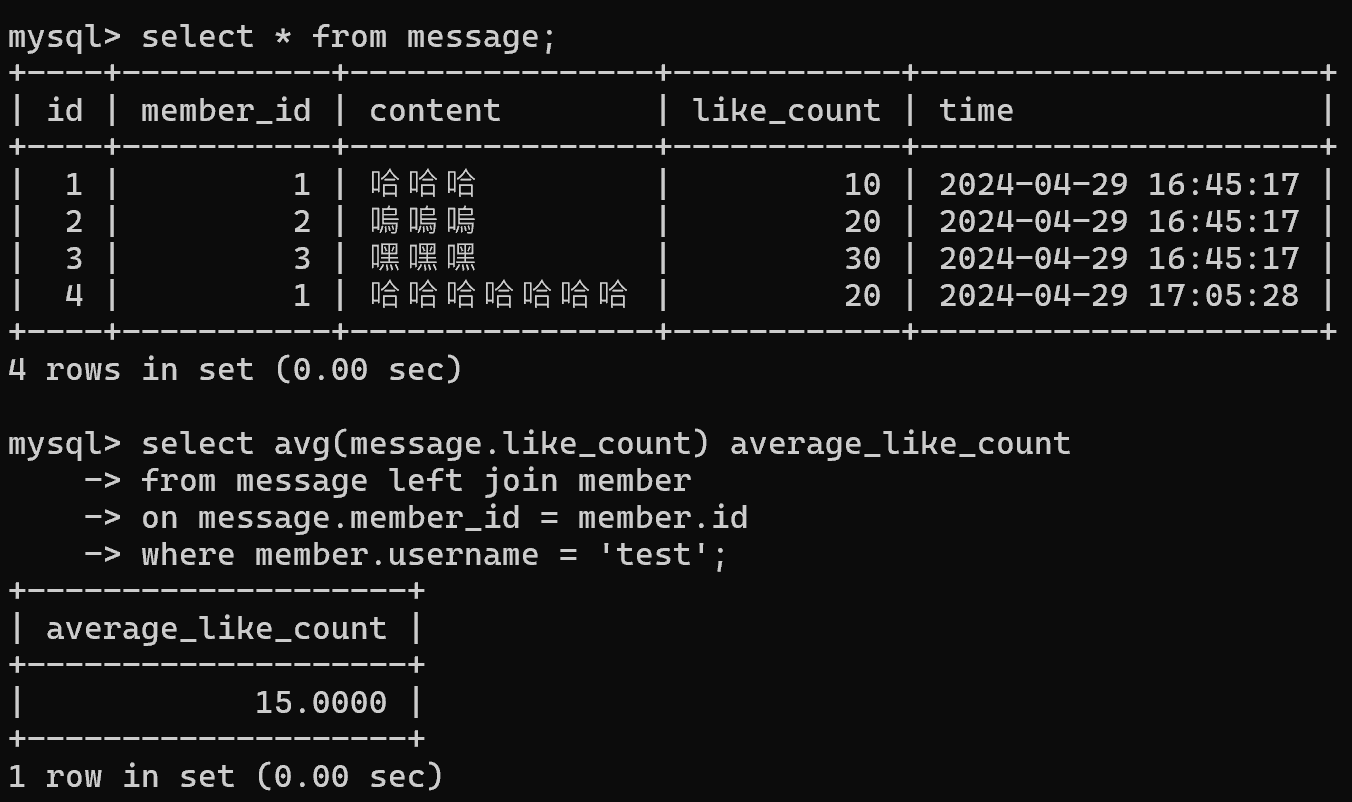 mysql> select * from message;
+----+-----------+----------------+------------+---------------------+
| id | member_id | content        | like_count | time                |
+----+-----------+----------------+------------+---------------------+
|  1 |         1 | 哈哈哈         |         10 | 2024-04-29 16:45:17 |
|  2 |         2 | 嗚嗚嗚         |         20 | 2024-04-29 16:45:17 |
|  3 |         3 | 嘿嘿嘿         |         30 | 2024-04-29 16:45:17 |
|  4 |         1 | 哈哈哈哈哈哈哈 |         20 | 2024-04-29 17:05:28 |
+----+-----------+----------------+------------+---------------------+
4 rows in set (0.00 sec)

mysql> select avg(message.like_count) average_like_count
    -> from message left join member
    -> on message.member_id = member.id
    -> where member.username = 'test';
+--------------------+
| average_like_count |
+--------------------+
|            15.0000 |
+--------------------+
1 row in set (0.00 sec)